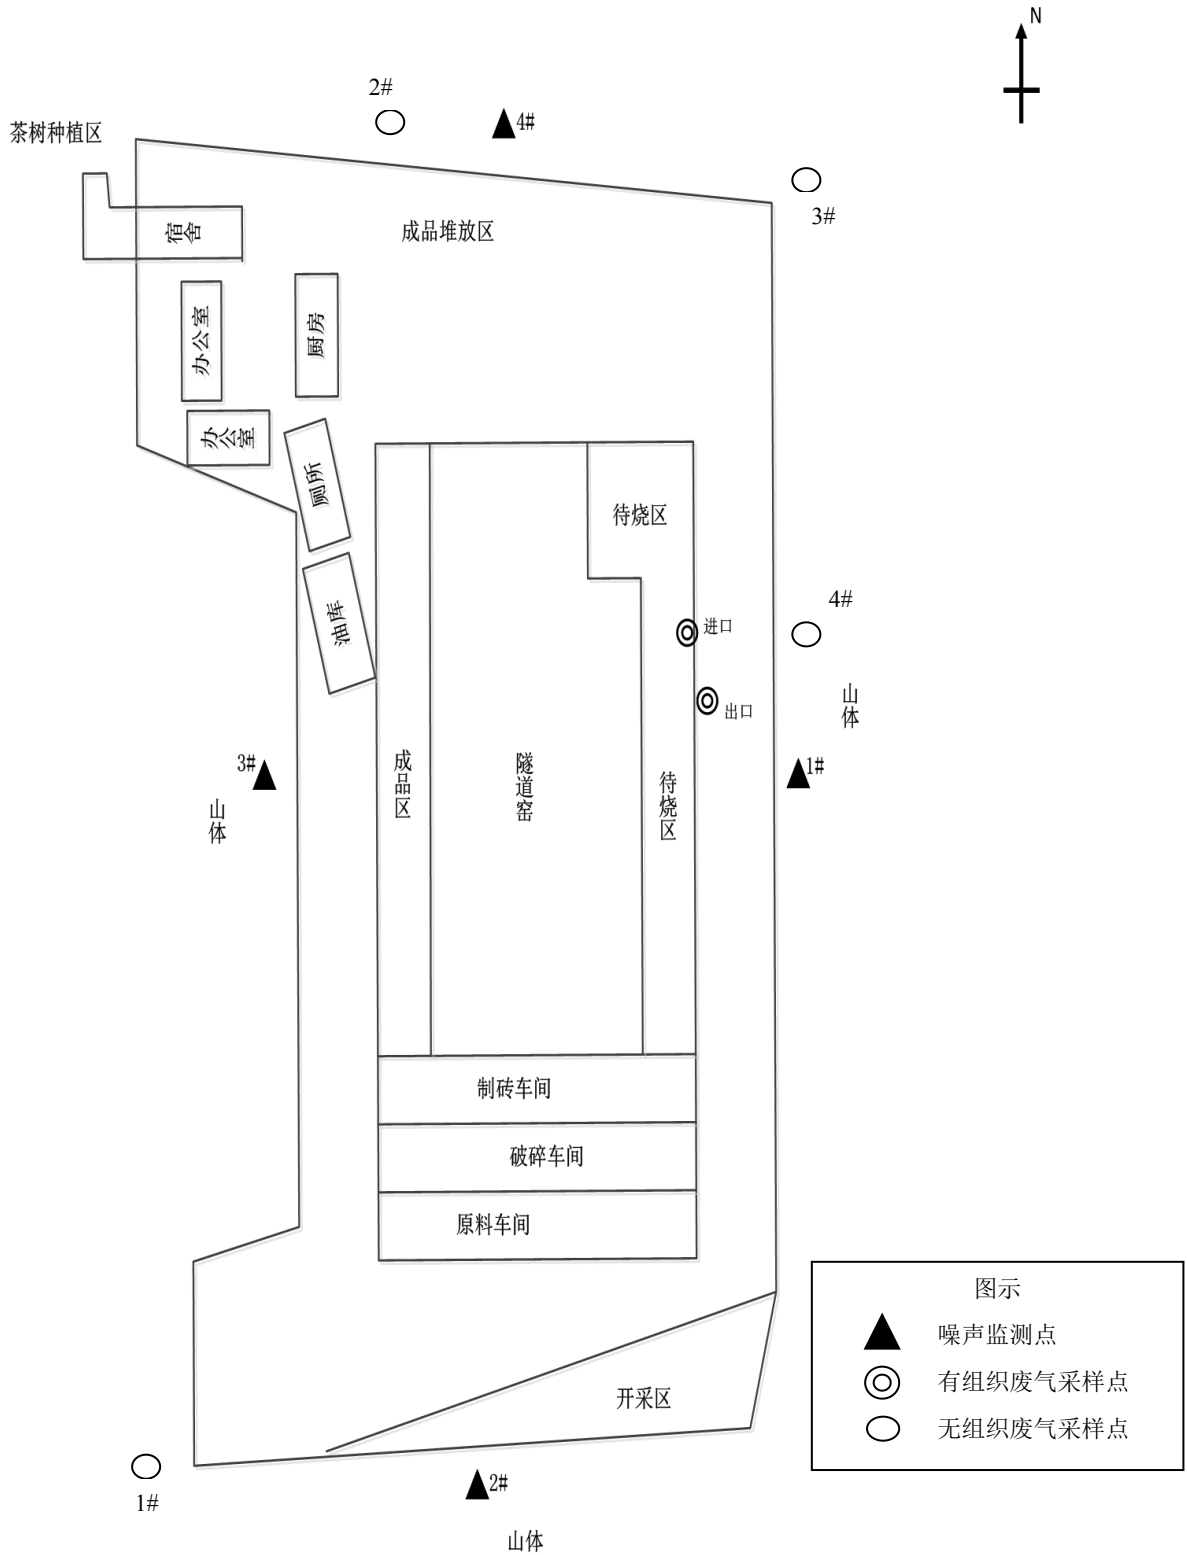 N
2#
4#
茶树种植区
3#
宿舍
成品堆放区
办公室
厨房
办公室
厕所
待烧区
油库
4#
进口
出口
山体
3#
1#
山体
成品区
隧道窑
待烧区
制砖车间
破碎车间
原料车间
图示
噪声监测点
有组织废气采样点
无组织废气采样点
开采区
1#
2#
山体